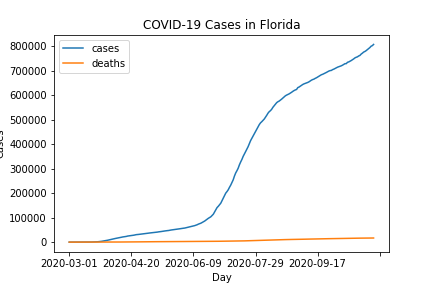 COVID-19 Cases in Florida
cases
deaths
800000
700000
600000
500000
400000
300000
200000
100000
0
cases
2020-03-01 2020-04-20 2020-06-09 2020-07-29 2020-09-17
Day